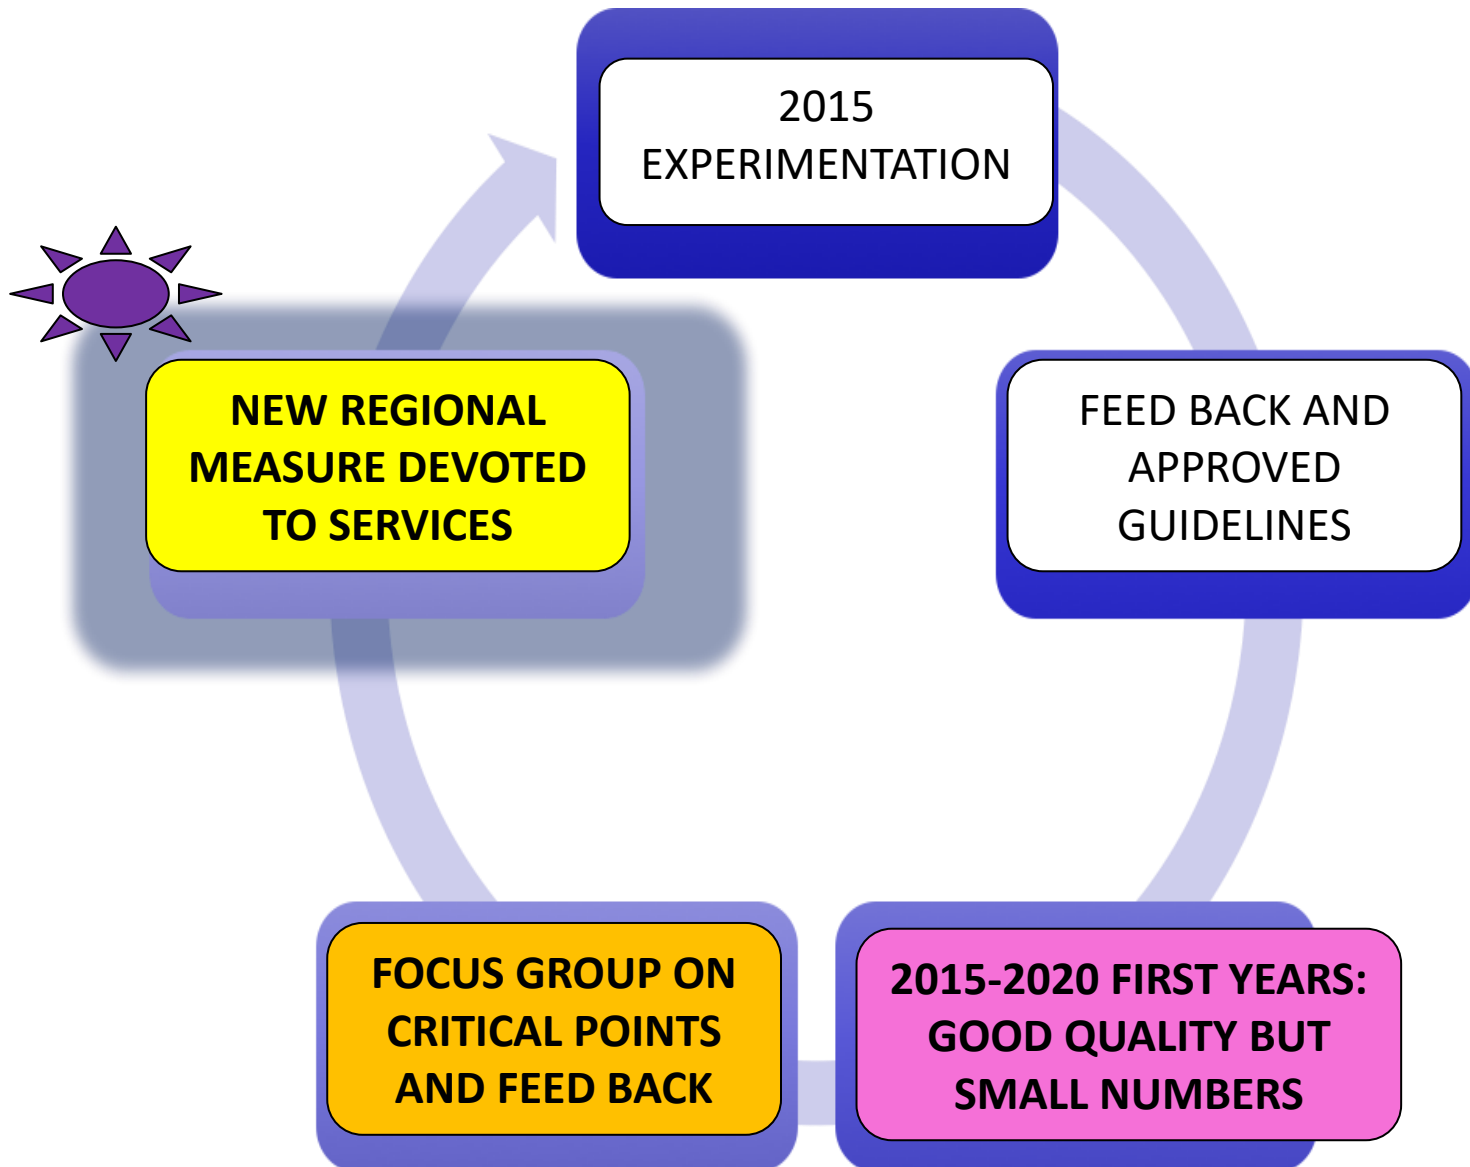 2015
EXPERIMENTATION
FEED BACK AND
APPROVED
GUIDELINES
2015-2020 FIRST YEARS:
GOOD QUALITY BUT
SMALL NUMBERS
FOCUS GROUP ON
CRITICAL POINTS
AND FEED BACK
NEW REGIONAL
MEASURE DEVOTED
TO SERVICES